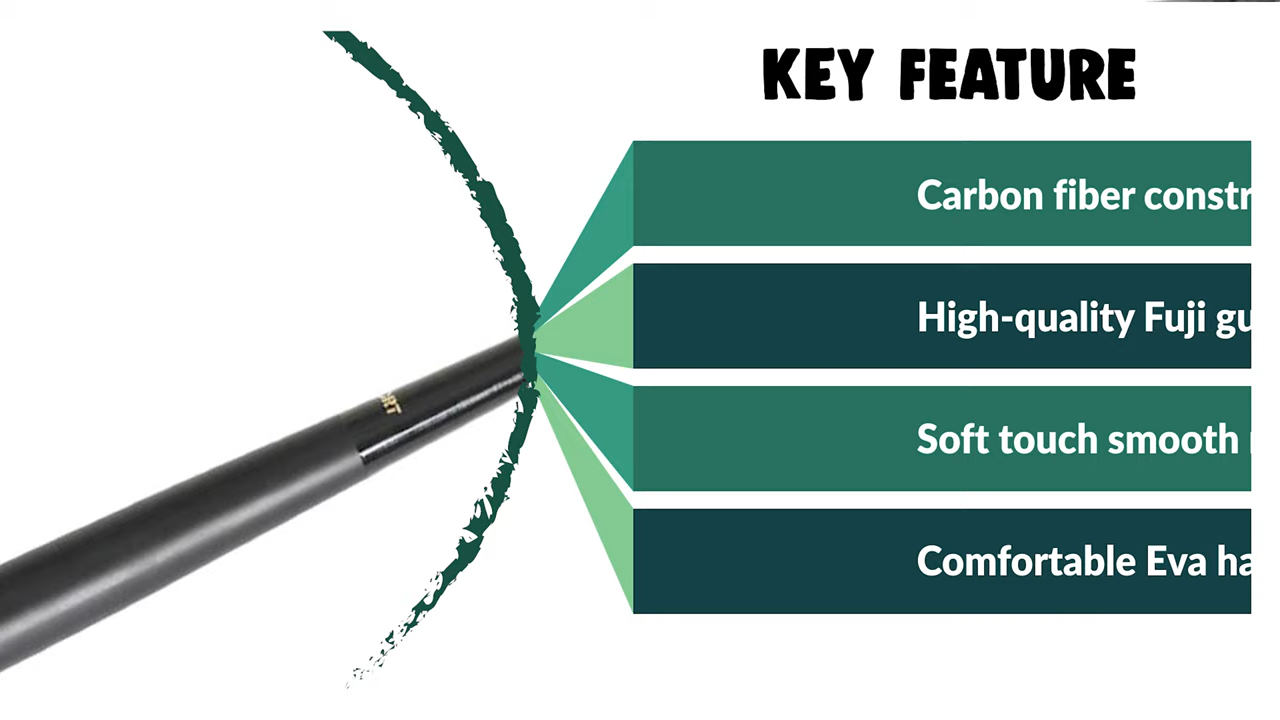 KEY FEATURE
Carbon fiber constr
High-quality Fuji gu
Soft touch smooth
Comfortable Eva ha